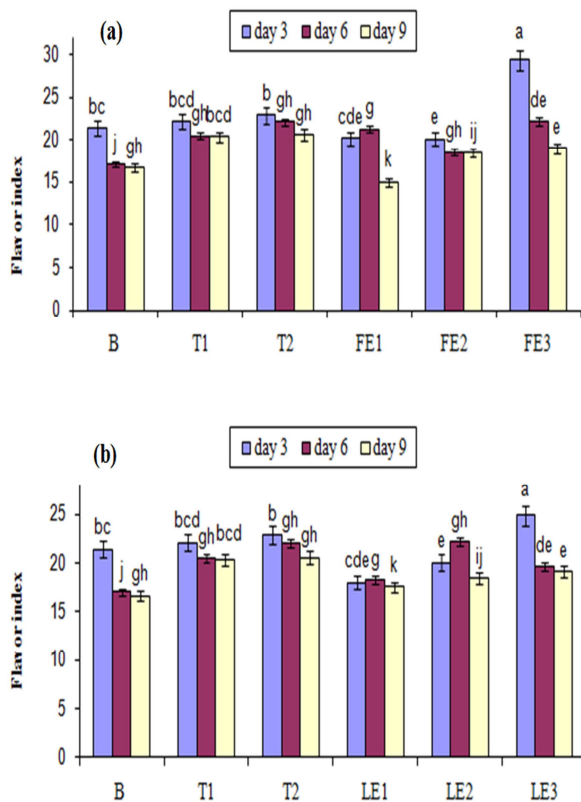 (a)
day 3 day 6 day 9
Flavor index
30
25
20
15
10
5
0
bc j gh
bcd gh bcd
b gh gh
cde g k
e gh ij
a de e
B T1 T2 FE1 FE2 FE3
(b)
day 3 day 6 day 9
Flavor index
25
20
15
10
5
0
bc j gh
bcd gh bcd
b gh gh
cde g k
e gh ij
a de e
B T1 T2 LE1 LE2 LE3